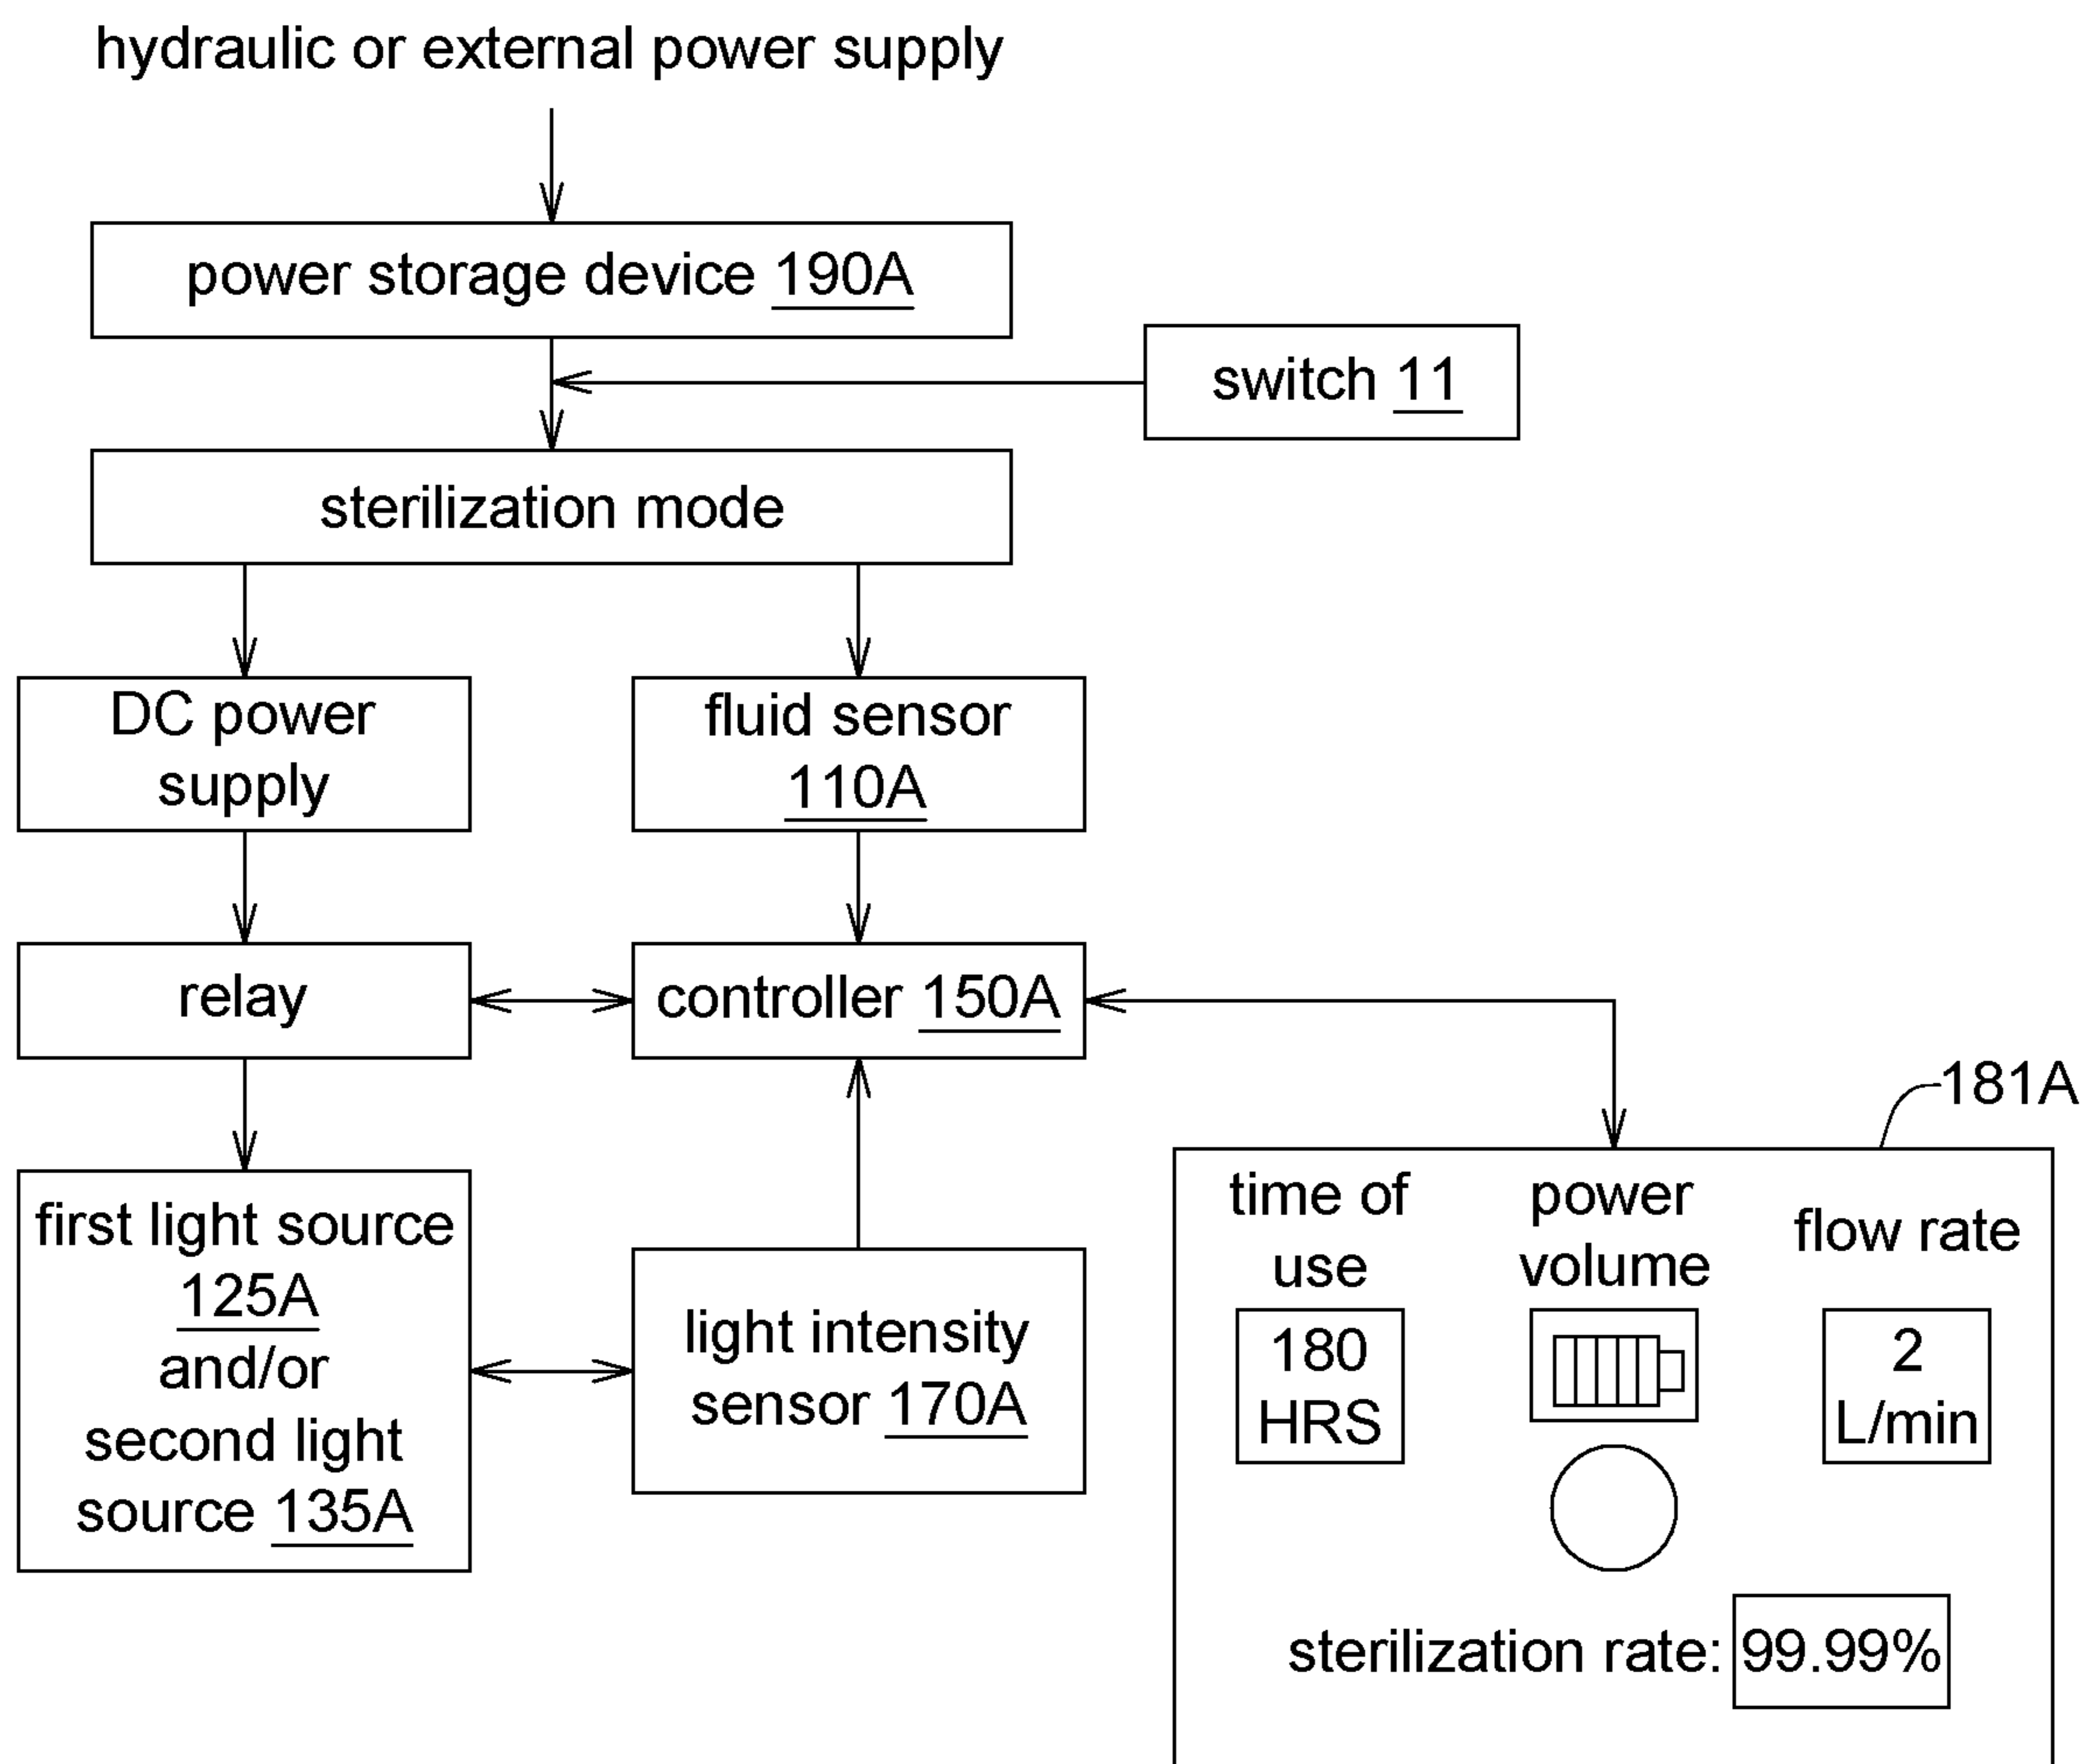 hydraulic or external power supply
power storage device 190A
switch 11
sterilization mode
DC power
supply
fluid sensor
110A
relay
controller 150A
181A
first light source
125A
and/or
second light
source 135A
light intensity
sensor 170A
time of
use
180
HRS
power
volume
flow rate
2
L/min
sterilization rate: 99.99%